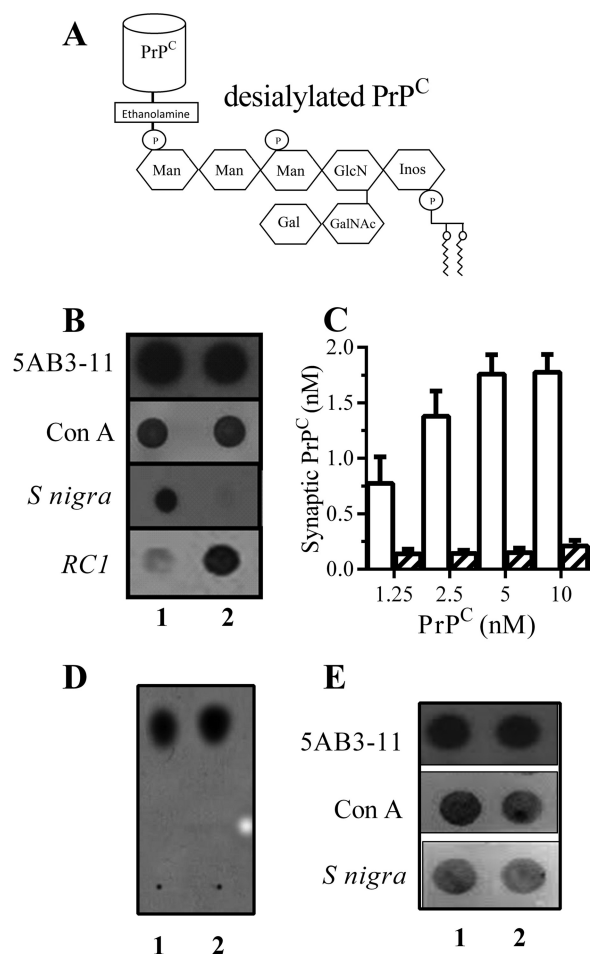 A
PrP^C
Ethanolamine
desialylated PrP^C
P
P
Man
Man
Man
GlcN
Inos
P
Gal
GalNAc
B
5AB3-11
Con A
S nigra
RC1
1 2
C
Synaptic PrP^C (nM)
2.0
1.5
1.0
0.5
0.0
1.25 2.5 5 10
PrP^C (nM)
D
1 2
E
5AB3-11
Con A
S nigra
1 2